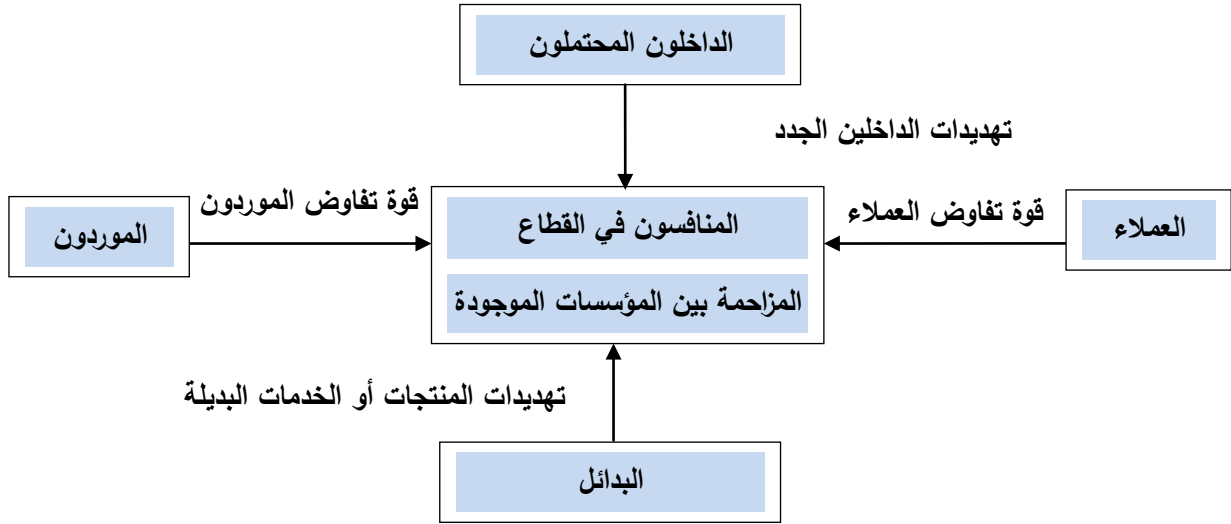 الداخلون المحتملون
تهديدات الداخلين الجدد
قوة تفاوض العملاء
العملاء
المنافسون في القطاع
المزاحمة بين المؤسسات الموجودة
قوة تفاوض الموردون
الموردون
تهديدات المنتجات أو الخدمات البديلة
البدائل